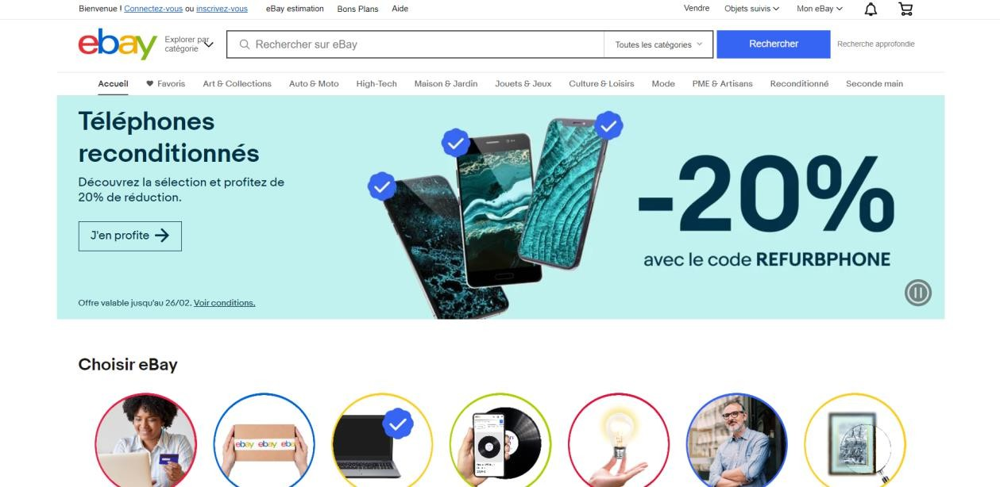 Bienvenue ! Connectez-vous ou inscrivez-vous eBay estimation Bons Plans Aide Vendre Objets suivis Mon eBay
ebay
Explorer par
catégorie
Rechercher sur eBay Toutes les catégories Rechercher Recherche approfondie
Accueil Favoris Art & Collections Auto & Moto High-Tech Maison & Jardin Jouets & Jeux Culture & Loisirs Mode PME & Artisans Reconditionné Seconde main
Téléphones
reconditionnés
Découvrez la sélection et profitez de
20% de réduction.
J'en profite
Offre valable jusqu'au 26/02. Voir conditions.
-20%
avec le code REFURBPHONE
Choisir eBay
ebay ebay eb